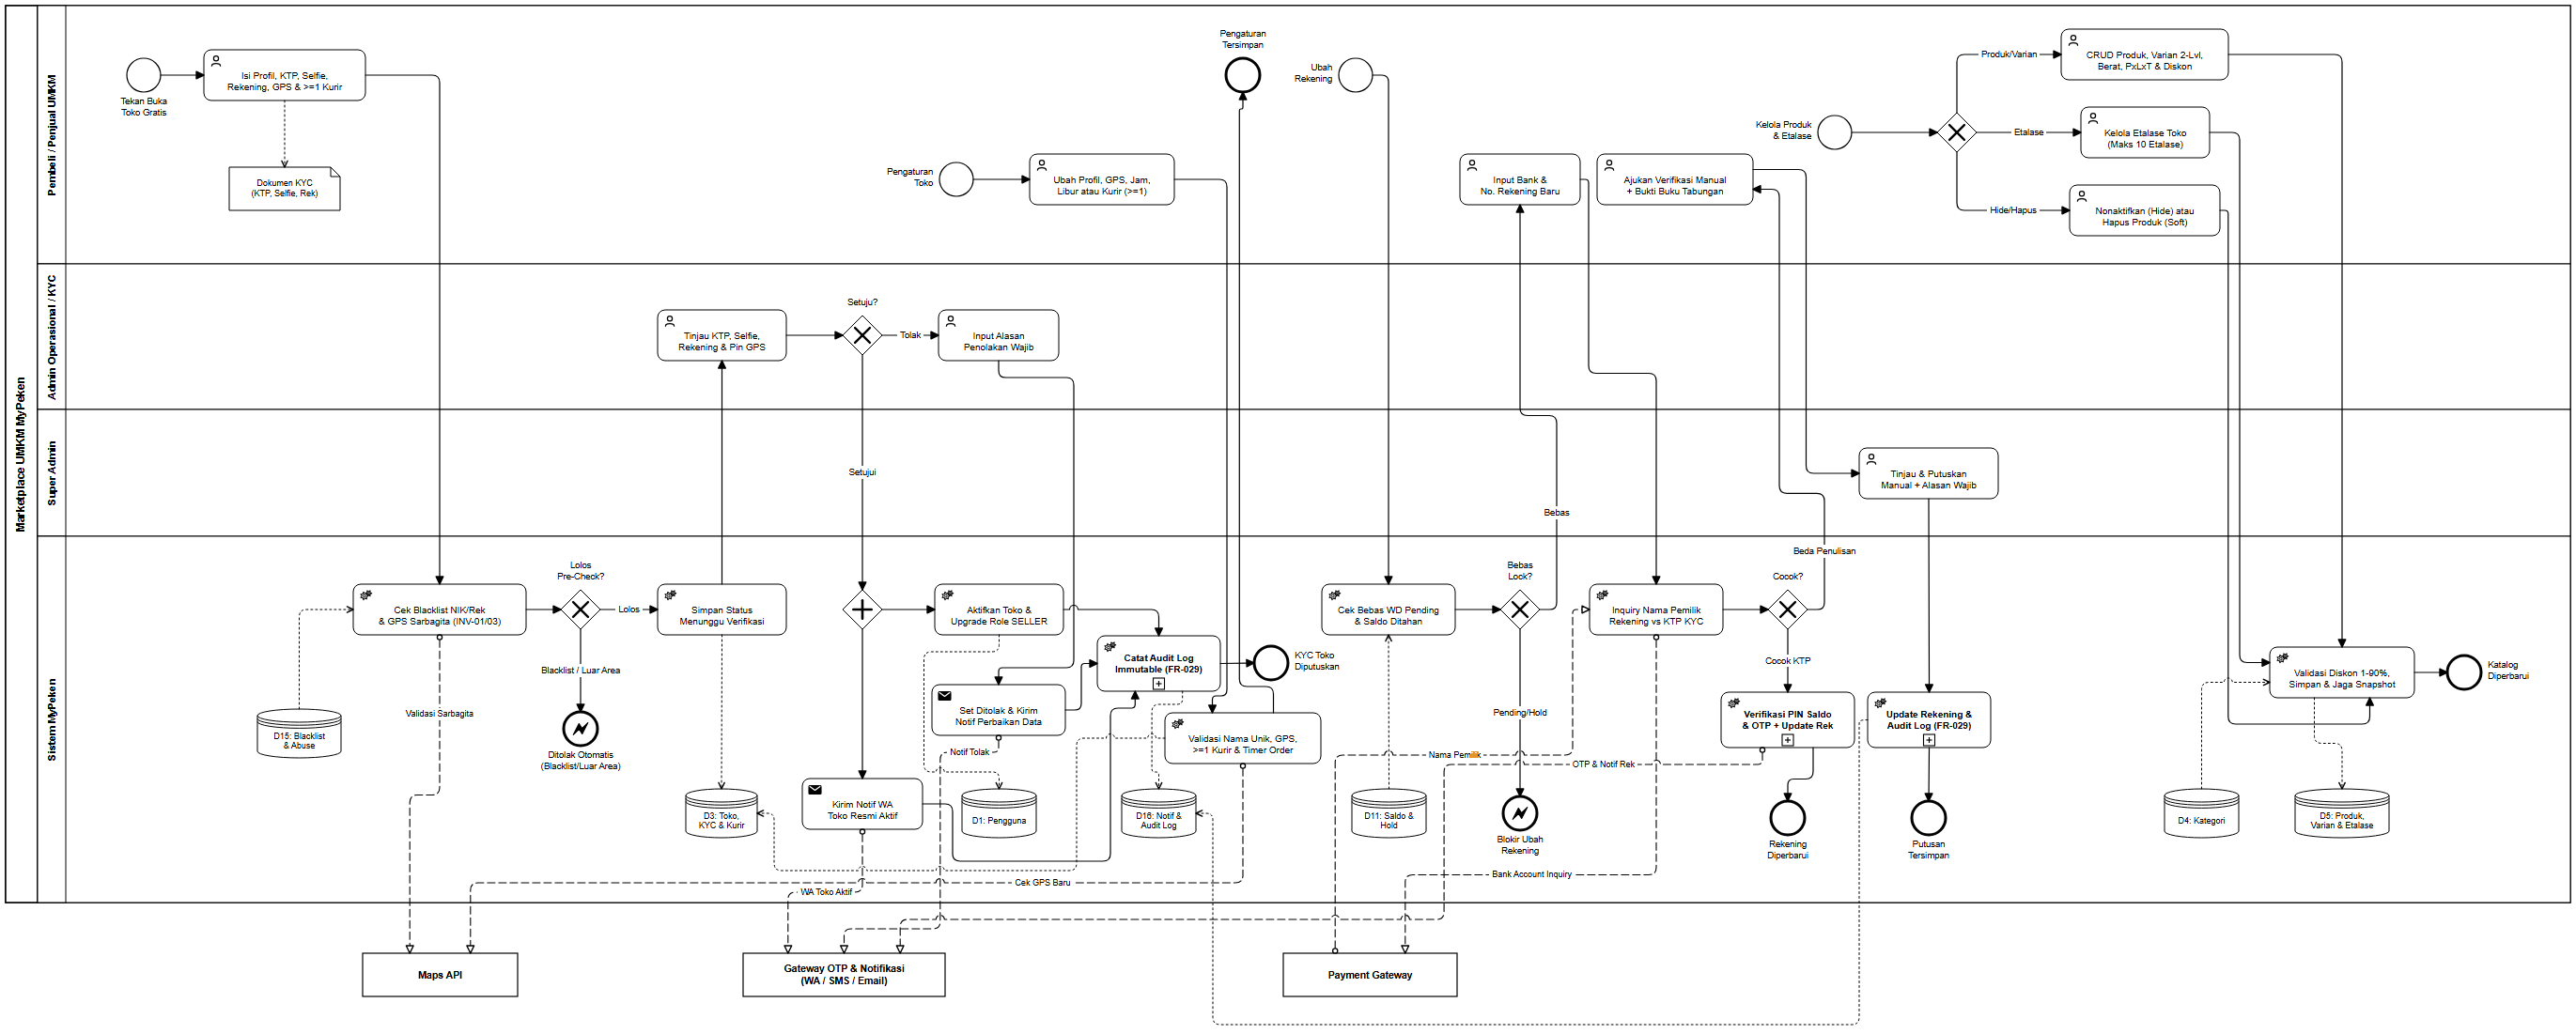 Marketplace UMKM MyPeken
Pembeli / Penjual UMKM
Tekan Buka
Toko Gratis
Isi Profil, KTP, Selfie,
Rekening, GPS & >=1 Kurir
Dokumen KYC
(KTP, Selfie, Rek)
Pengaturan
Toko
Ubah Profil, GPS, Jam,
Libur atau Kurir (>=1)
Pengaturan
Tersimpan
Ubah
Rekening
Input Bank &
No. Rekening Baru
Ajukan Verifikasi Manual
+ Bukti Buku Tabungan
Kelola Produk
& Etalase
Produk/Varian
CRUD Produk, Varian 2-Lvl,
Berat, PxLxT & Diskon
Etalase
Kelola Etalase Toko
(Maks 10 Etalase)
Hide/Hapus
Nonaktifkan (Hide) atau
Hapus Produk (Soft)
Admin Operasional / KYC
Tinjau KTP, Selfie,
Rekening & Pin GPS
Setuju?
Tolak
Input Alasan
Penolakan Wajib
Super Admin
Setujui
Bebas
Tinjau & Putuskan
Manual + Alasan Wajib
Sistem MyPeken
Cek Blacklist NIK/Rek
& GPS Sarbagita (INV-01/03)
Lolos
Pre-Check?
Lolos
Simpan Status
Menunggu Verifikasi
Blacklist / Luar Area
Ditolak Otomatis
(Blacklist/Luar Area)
Validasi Sarbagita
D15: Blacklist
& Abuse
D3: Toko,
KYC & Kurir
Aktifkan Toko &
Upgrade Role SELLER
Catat Audit Log
Immutable (FR-029)
KYC Toko
Diputuskan
Set Ditolak & Kirim
Notif Perbaikan Data
Notif Tolak
Validasi Nama Unik, GPS,
>=1 Kurir & Timer Order
Kirim Notif WA
Toko Resmi Aktif
D1: Pengguna
D16: Notif &
Audit Log
WA Toko Aktif
Cek GPS Baru
Cek Bebas WD Pending
& Saldo Ditahan
Bebas
Lock?
Pending/Hold
Blokir Ubah
Rekening
D11: Saldo &
Hold
Nama Pemilik
Inquiry Nama Pemilik
Rekening vs KTP KYC
Cocok?
Beda Penulisan
Cocok KTP
Verifikasi PIN Saldo
& OTP + Update Rek
Update Rekening &
Audit Log (FR-029)
OTP & Notif Rek
Bank Account Inquiry
Rekening
Diperbarui
Putusan
Tersimpan
Validasi Diskon 1-90%,
Simpan & Jaga Snapshot
Katalog
Diperbarui
D4: Kategori
D5: Produk,
Varian & Etalase
Maps API
Gateway OTP & Notifikasi
(WA / SMS / Email)
Payment Gateway